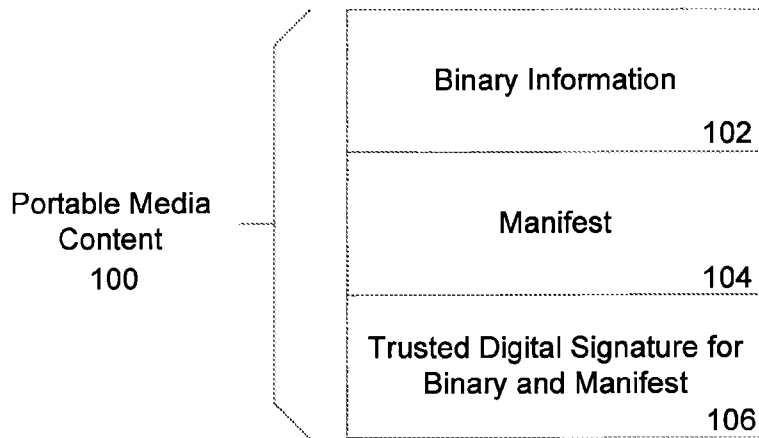 Portable Media
Content
100
Binary Information
102
Manifest
104
Trusted Digital Signature for
Binary and Manifest
106